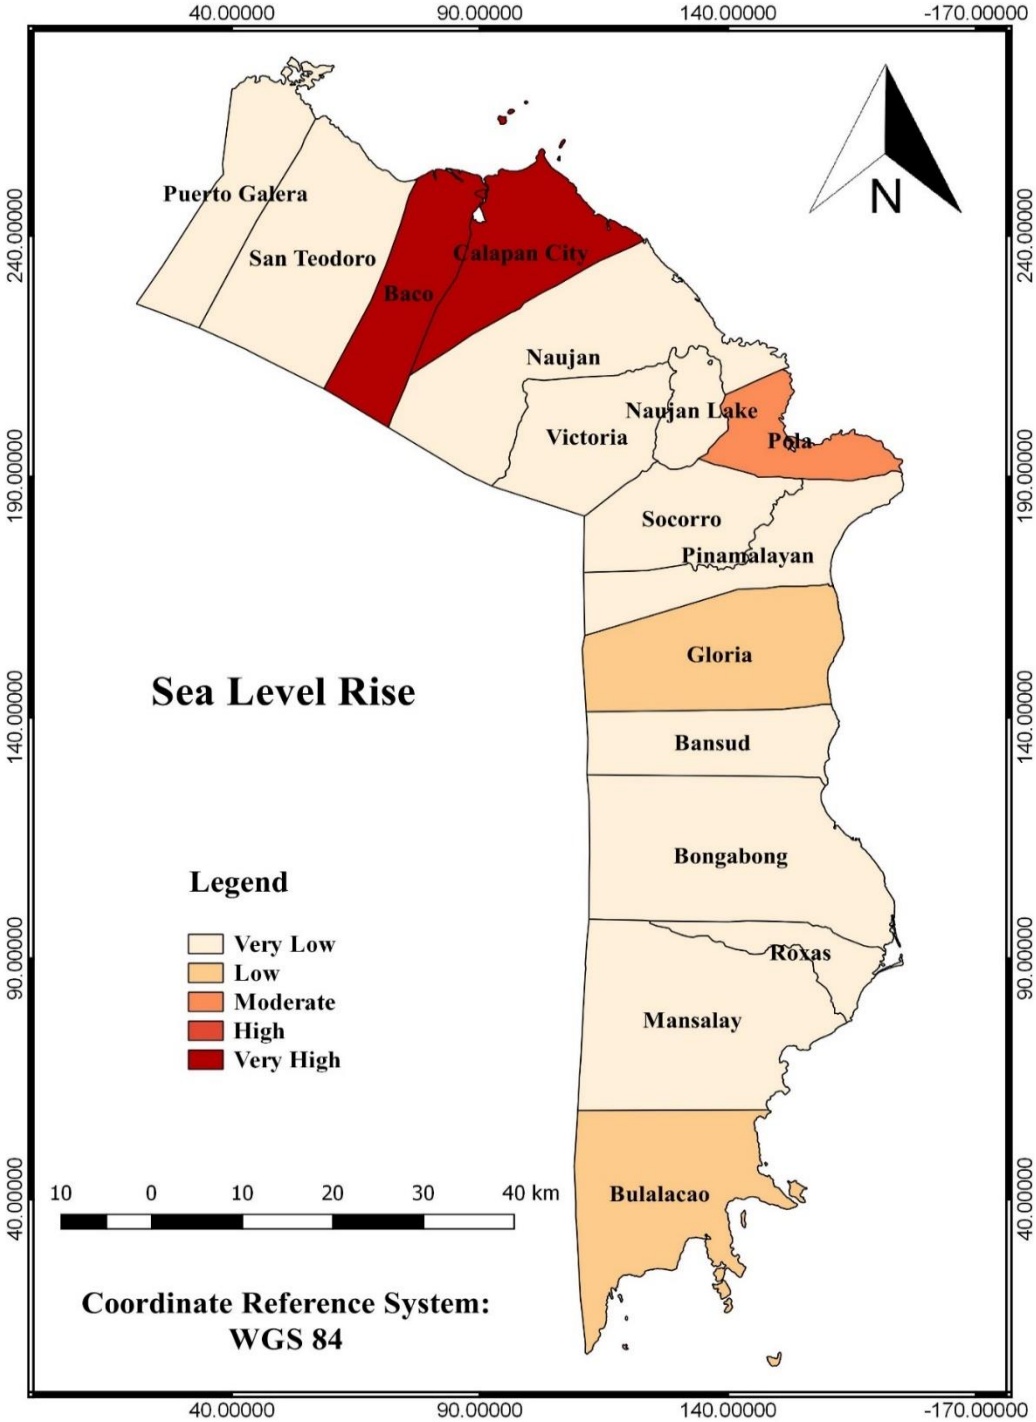 40.00000 90.00000 140.00000 -170.00000
N
Puerto Galera
240.00000 240.00000
San Teodoro
Calapan City
Baco
Naujan
Naujan Lake
Victoria
Pola
190.00000 190.00000
Socorro
Pinamalayan
Gloria
Sea Level Rise
140.00000 140.00000
Bansud
Bongabong
Legend
Very Low
Low
Moderate
High
Very High
90.00000 90.00000
Roxas
Mansalay
10 0 10 20 30 40 km
Bulalacao
40.00000 40.00000
Coordinate Reference System:
WGS 84
40.00000 90.00000 140.00000 -170.00000